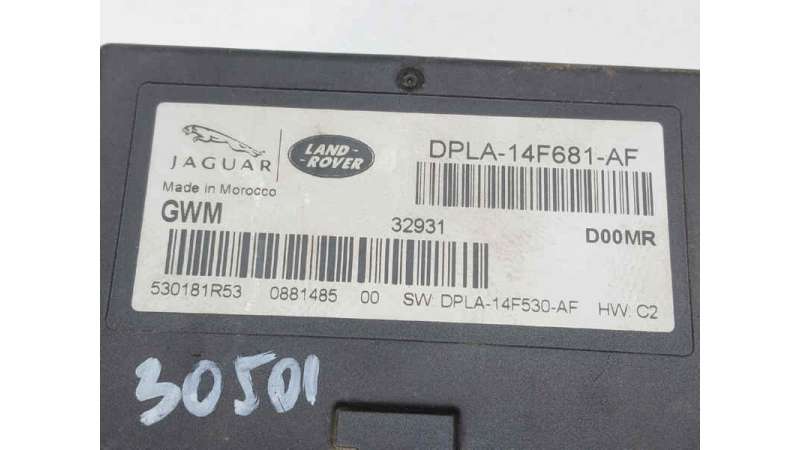 JAGUAR
LAND-
ROVER
DPLA-14F681-AF
Made in Morocco
GWM
32931
D00MR
530181R53 0881485 00 SW DPLA-14F530-AF HW C2
30501